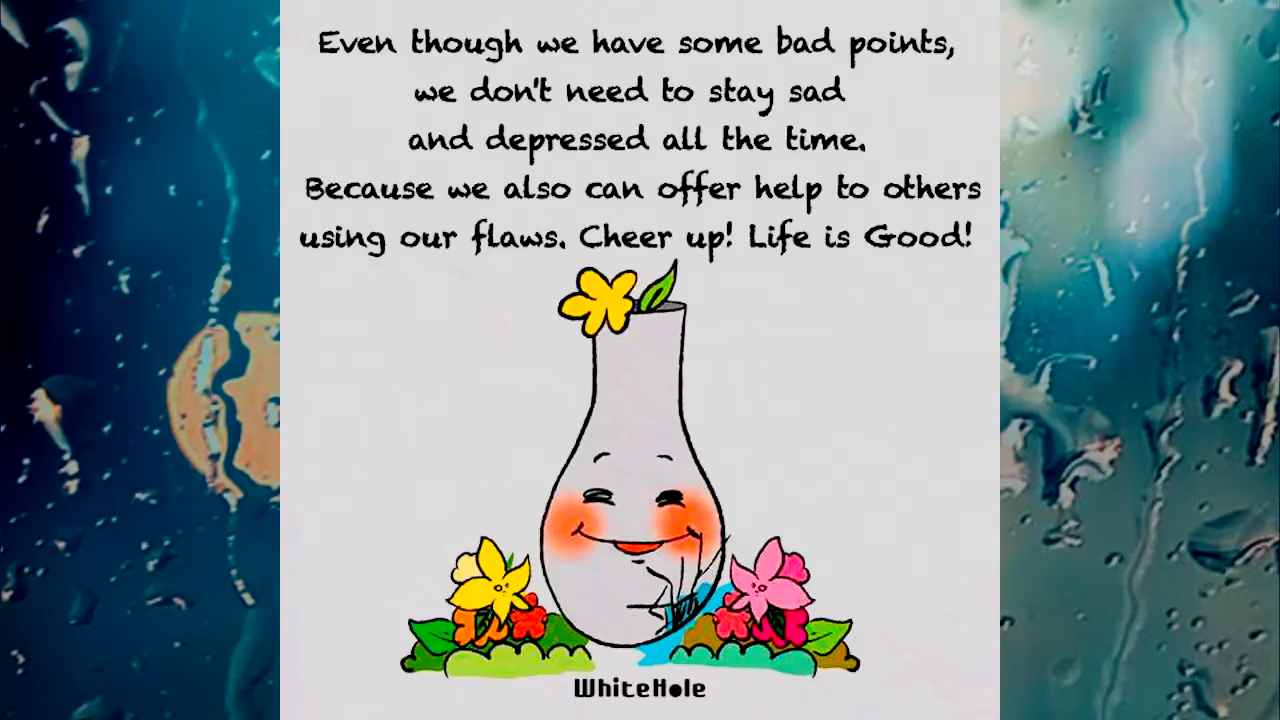 Even though we have some bad points,
we don't need to stay sad
and depressed all the time.
Because we also can offer help to others
using our flaws. Cheer up! Life is Good!
WhiteHole